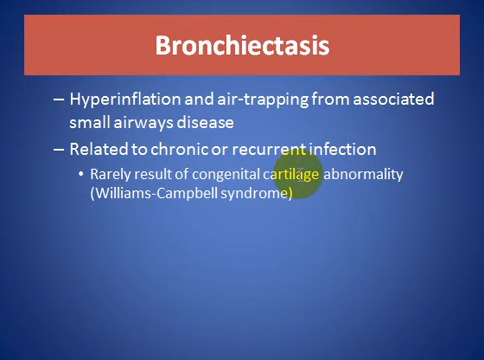 Bronchiectasis
– Hyperinflation and air-trapping from associated
small airways disease
– Related to chronic or recurrent infection
• Rarely result of congenital cartilage abnormality
(Williams-Campbell syndrome)